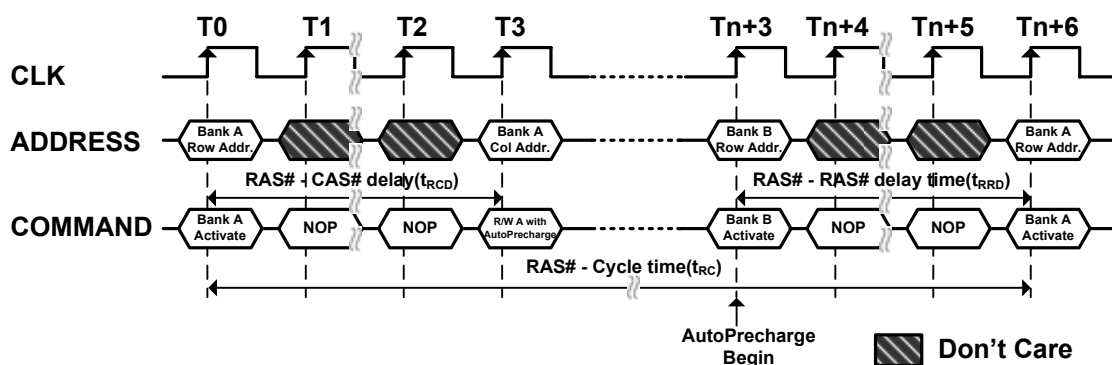 T0 T1 T2 T3 Tn+3 Tn+4 Tn+5 Tn+6
CLK
ADDRESS
Bank A
Row Addr.
Bank A
Col Addr.
Bank B
Row Addr.
Bank A
Row Addr.
RAS# - CAS# delay(tRCD)
RAS# - RAS# delay time(tRRD)
COMMAND
Bank A
Activate
NOP
NOP
R/W A with
AutoPrecharge
Bank B
Activate
NOP
NOP
Bank A
Activate
RAS# - Cycle time(tRC)
AutoPrecharge
Begin
Don't Care